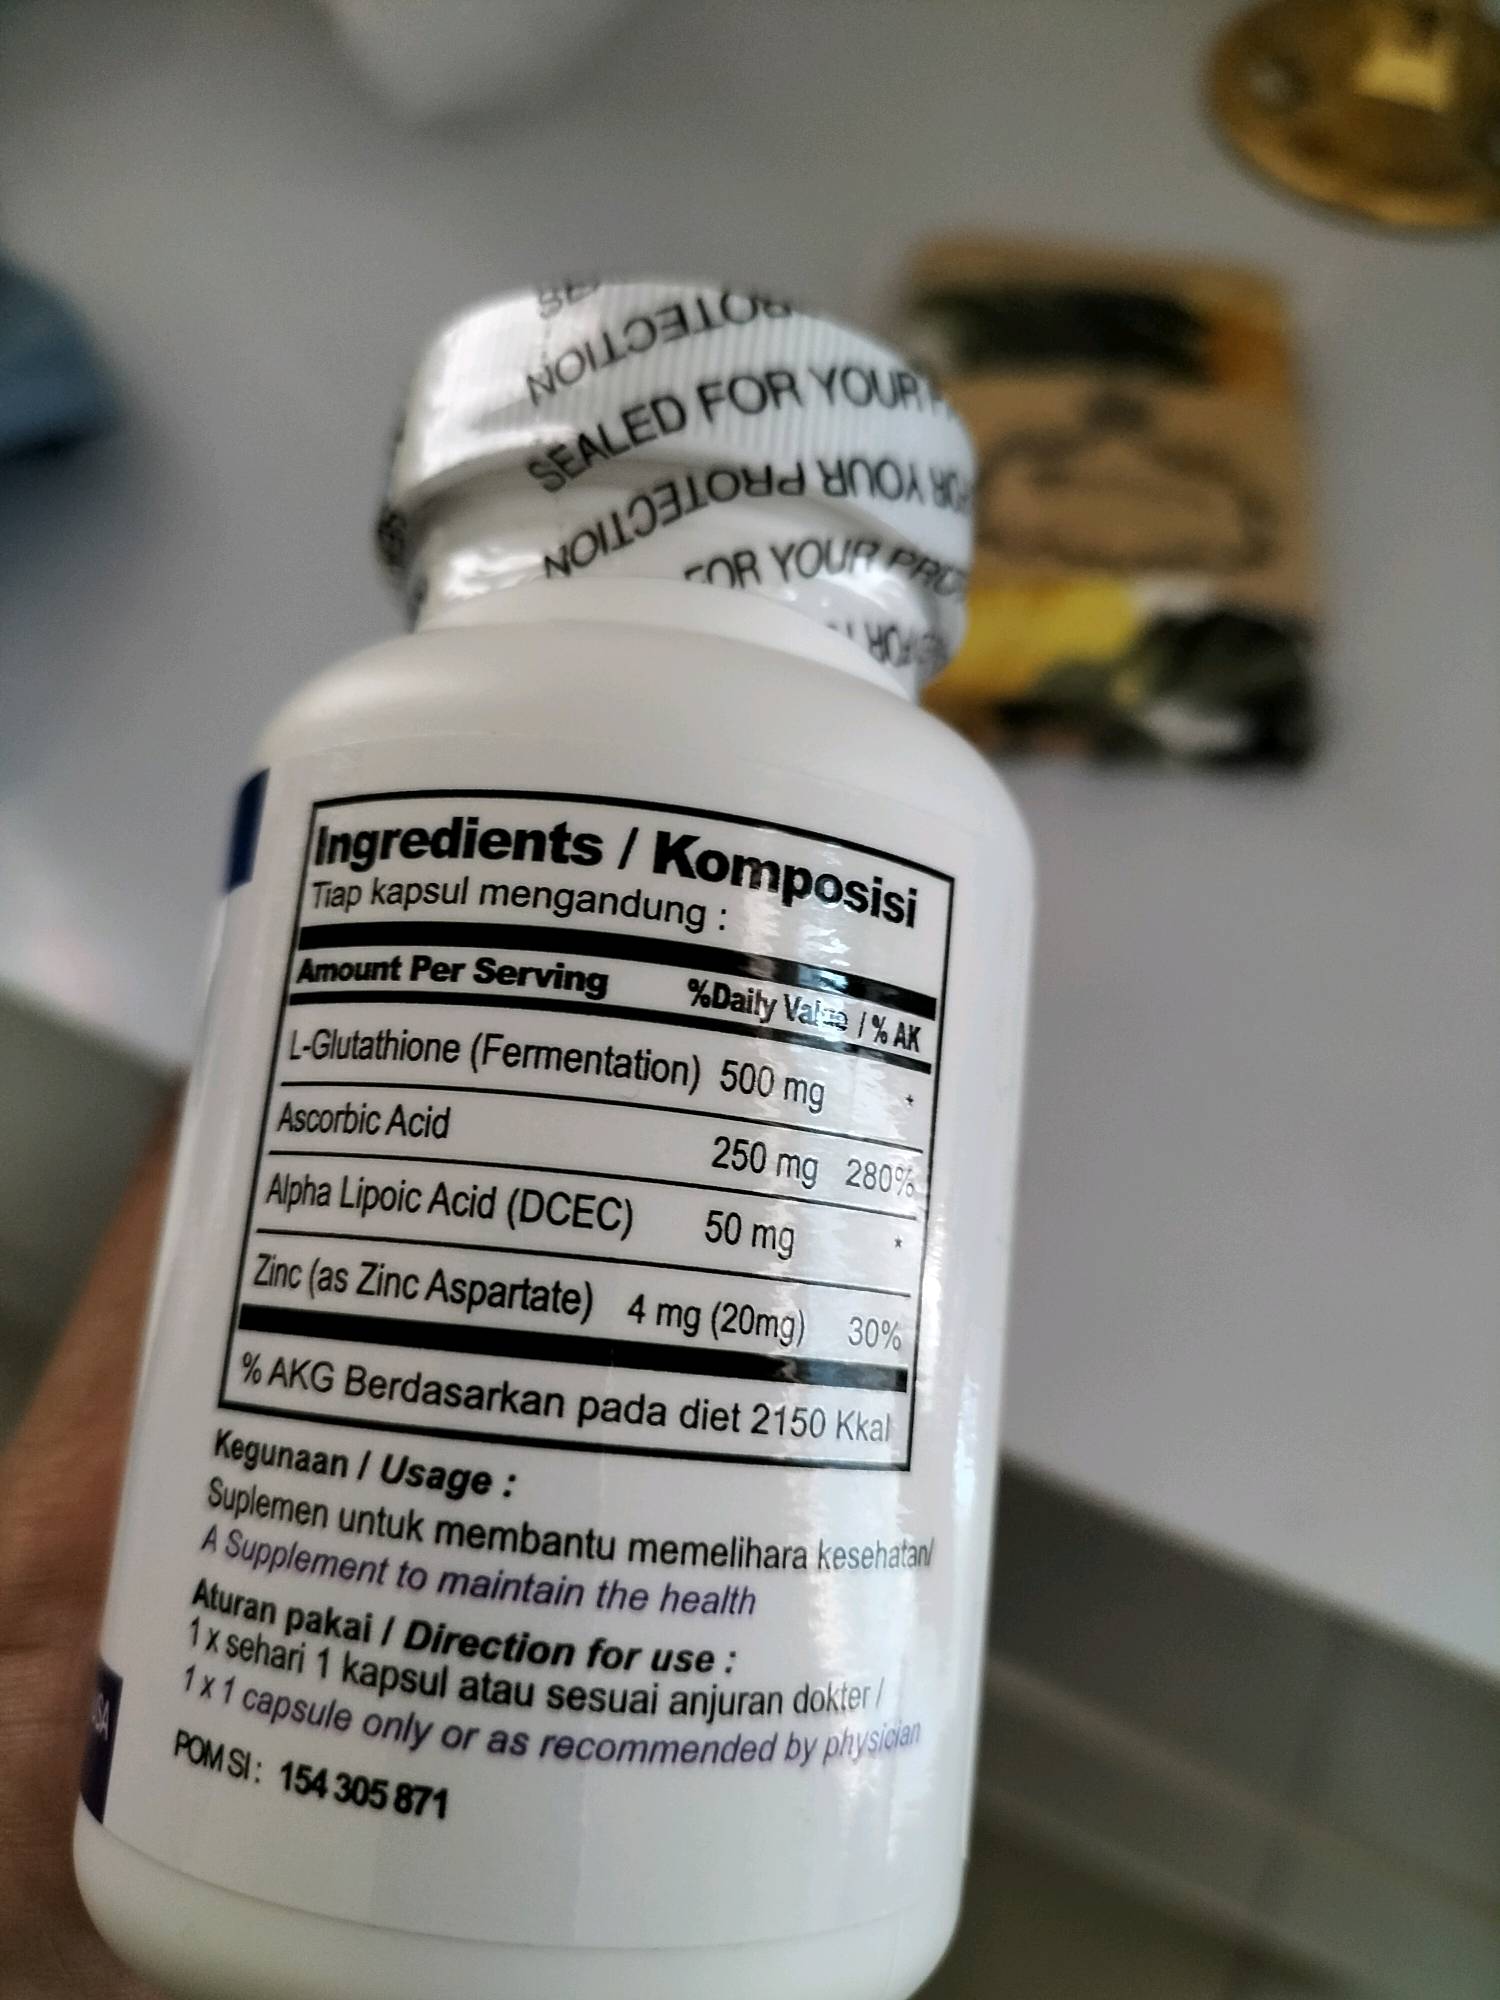 NOITCETORP
SEALED FOR YOUR
FOR YOUR PROTECTION
FOR YOUR
Ingredients / Komposisi
Tiap kapsul mengandung :
Amount Per Serving %Daily Value / % AK
L-Glutathione (Fermentation) 500 mg *
Ascorbic Acid 250 mg 280%
Alpha Lipoic Acid (DCEC) 50 mg *
Zinc (as Zinc Aspartate) 4 mg (20mg) 30%
% AKG Berdasarkan pada diet 2150 Kkal
Kegunaan / Usage :
Suplemen untuk membantu memelihara kesehatan/
A Supplement to maintain the health
Aturan pakai / Direction for use :
1 x sehari 1 kapsul atau sesuai anjuran dokter /
1 x 1 capsule only or as recommended by physician
POM SI : 154 305 871